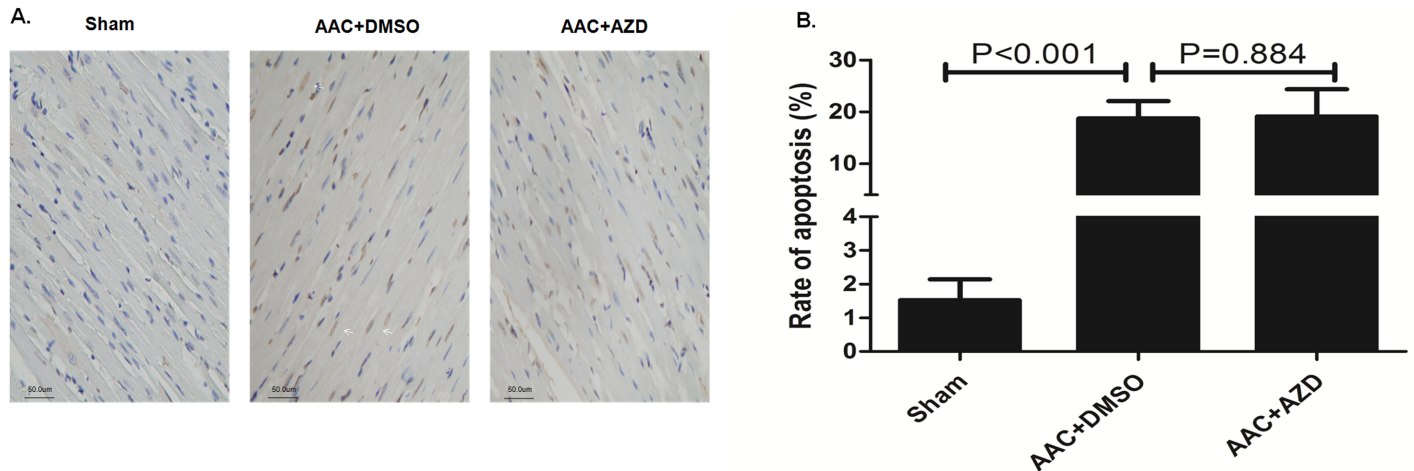 A.
Sham
AAC+DMSO
AAC+AZD
50.0um
50.0um
50.0um
B.
P<0.001
P=0.884
Rate of apoptosis (%)
30
20
10
4
3
2
1
0
Sham
AAC+DMSO
AAC+AZD